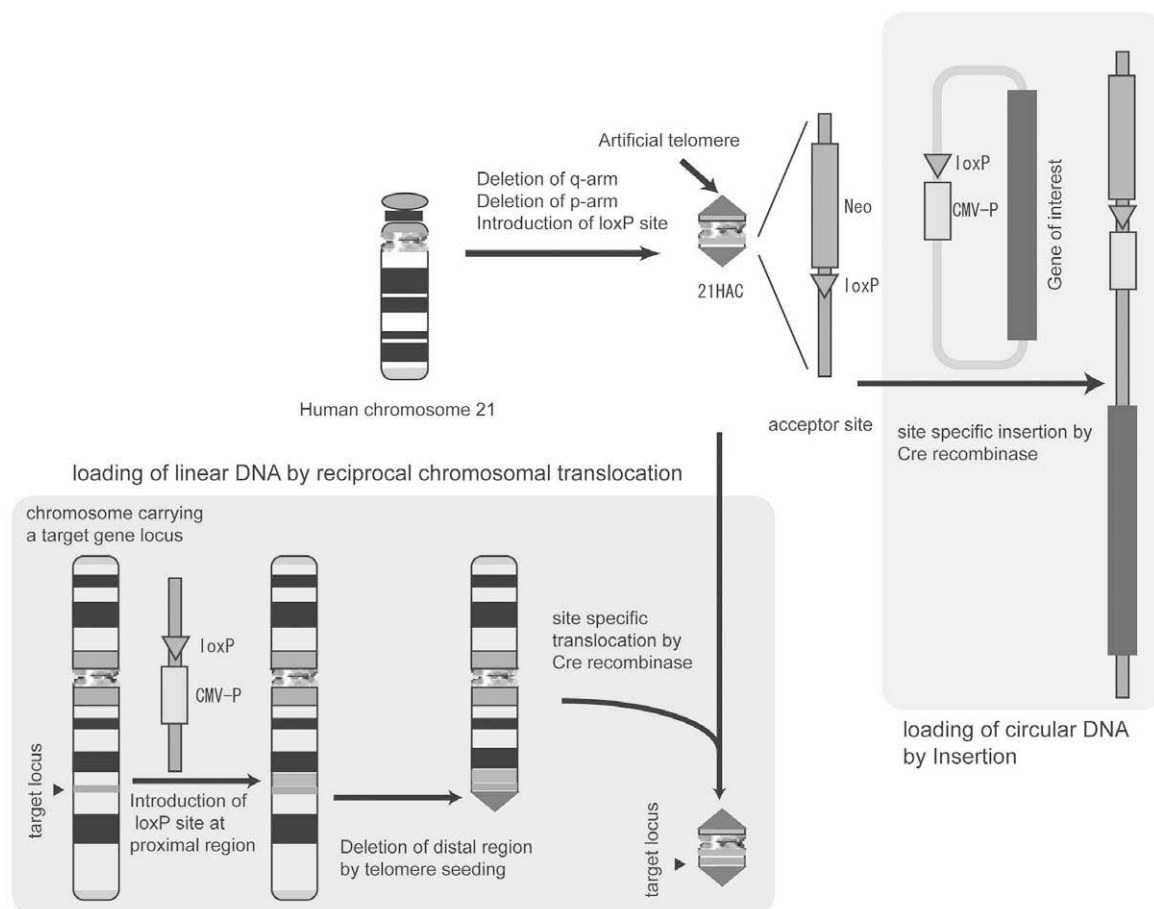 Artificial telomere
Deletion of q-arm
Deletion of p-arm
Introduction of loxP site
21HAC
Neo
loxP
loxP
CMV-P
Gene of interest
Human chromosome 21
acceptor site
site specific insertion by
Cre recombinase
loading of linear DNA by reciprocal chromosomal translocation
chromosome carrying
a target gene locus
loxP
CMV-P
site specific
translocation by
Cre recombinase
loading of circular DNA
by Insertion
target locus
Introduction of
loxP site at
proximal region
Deletion of distal region
by telomere seeding
target locus